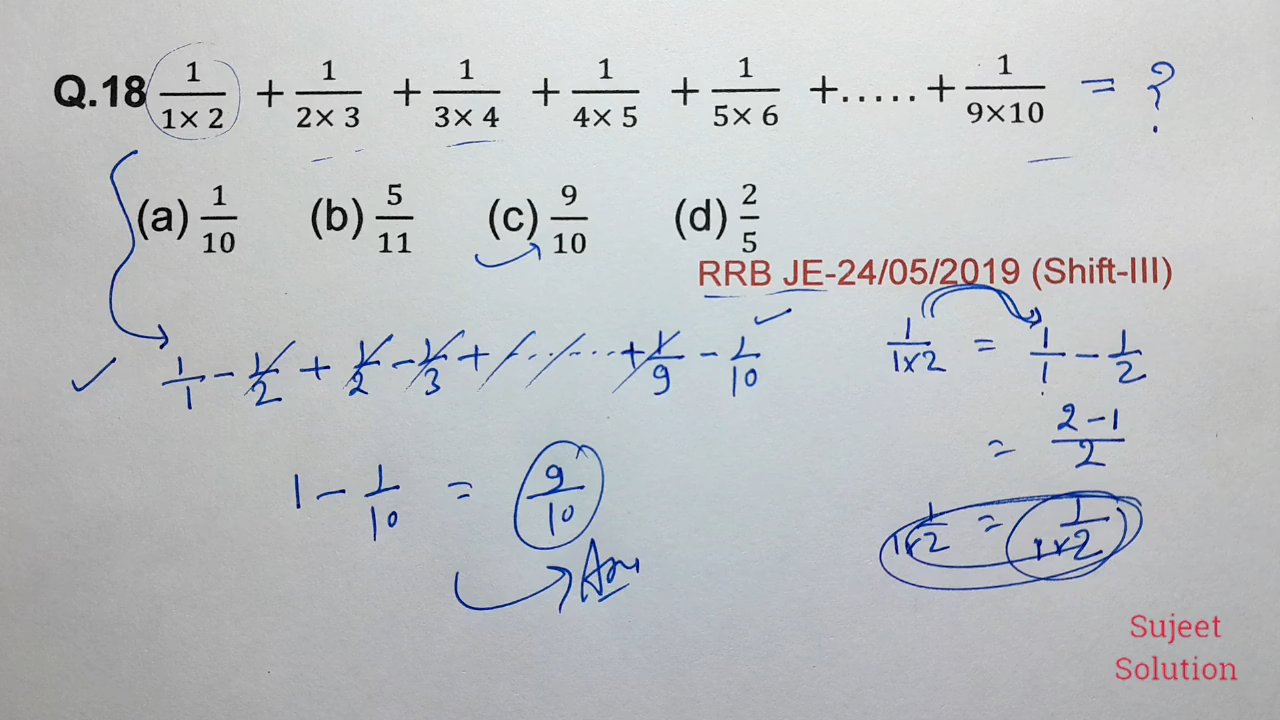 Q.18 1/(1× 2) + 1/(2× 3) + 1/(3× 4) + 1/(4× 5) + 1/(5× 6) +.....+ 1/(9×10) = ?
(a) 1/10 (b) 5/11 (c) 9/10 (d) 2/5
RRB JE-24/05/2019 (Shift-III)
1/1 - 1/2 + 1/2 - 1/3 + ...... + 1/9 - 1/10
1 - 1/10 = 9/10
Ans
1/(1×2) = 1/1 - 1/2
= (2-1)/2
1/(1×2) = 1/(1×2)
Sujeet
Solution